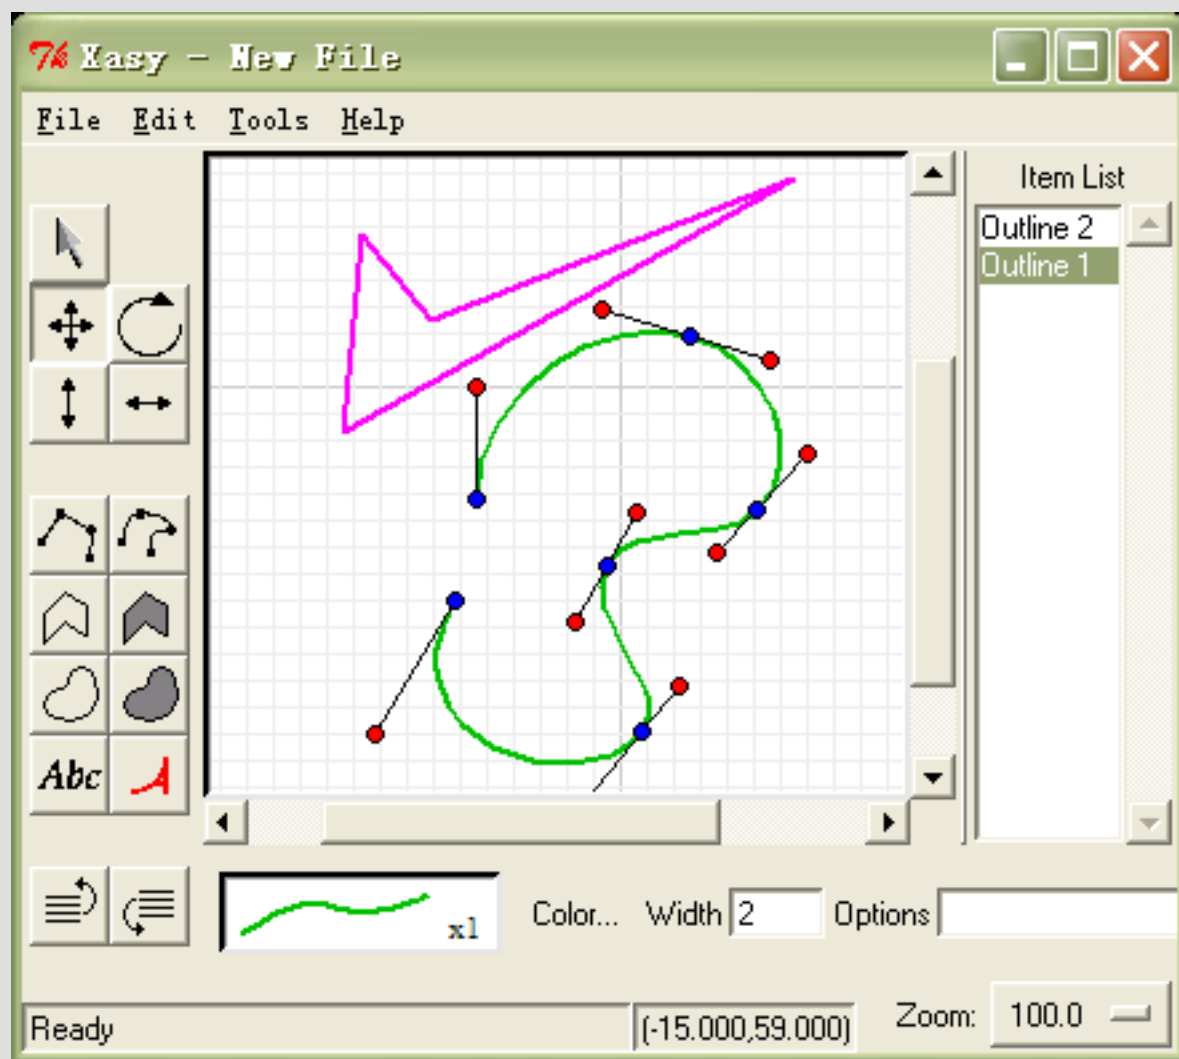 Xasy - New File
File Edit Tools Help
Item List
Outline 2
Outline 1
Abc
x1
Color... Width 2 Options
Ready (-15.000,59.000) Zoom: 100.0